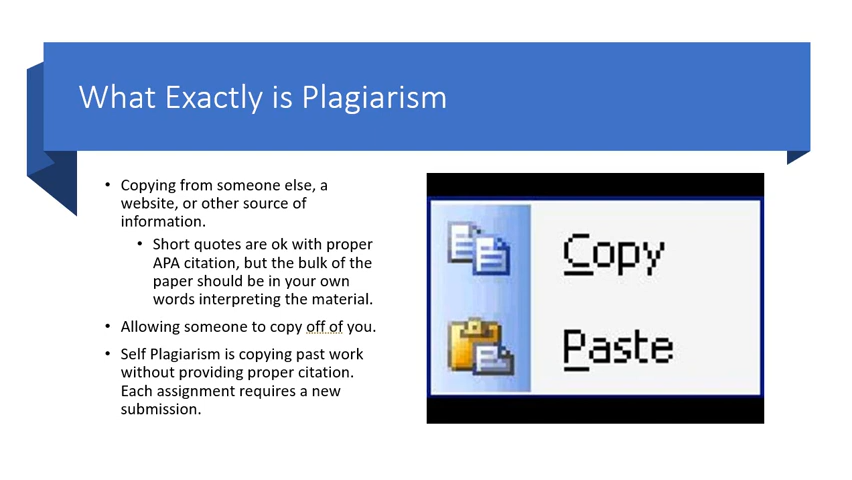 What Exactly is Plagiarism
• Copying from someone else, a
website, or other source of
information.
• Short quotes are ok with proper
APA citation, but the bulk of the
paper should be in your own
words interpreting the material.
• Allowing someone to copy off of you.
• Self Plagiarism is copying past work
without providing proper citation.
Each assignment requires a new
submission.
Copy
Paste